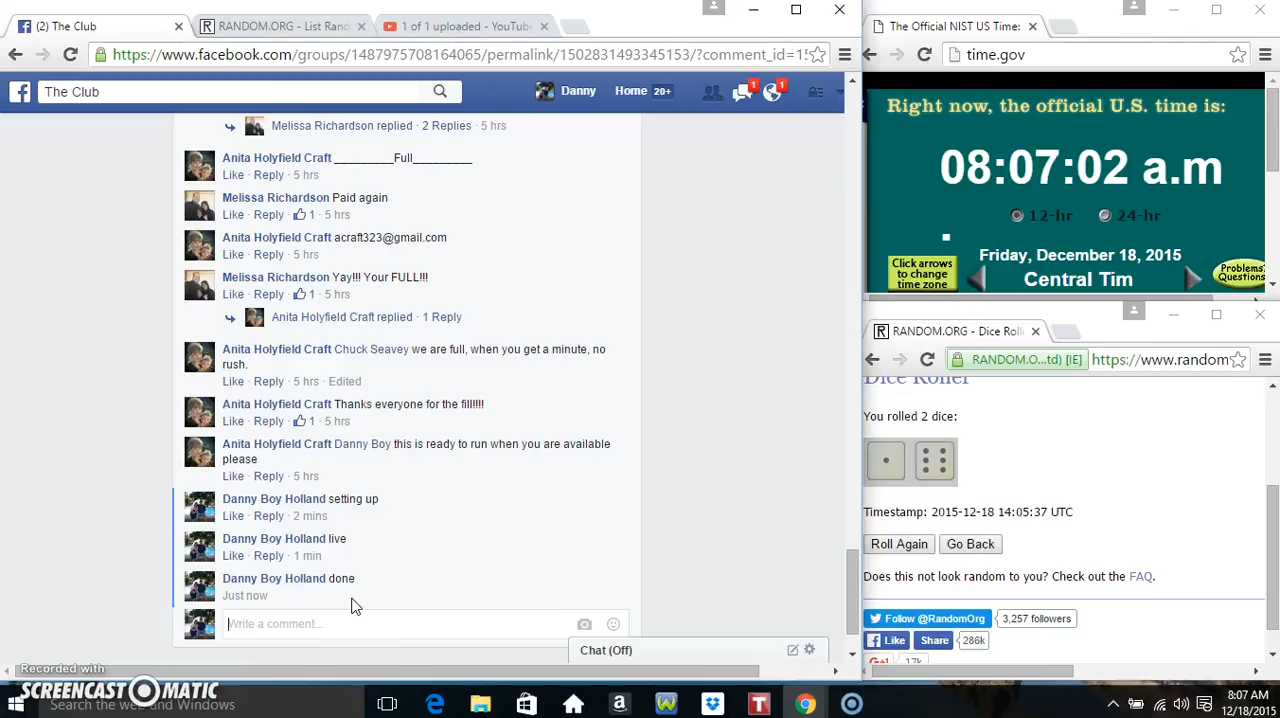 (2) The Club
RANDOM.ORG - List Rand
1 of 1 uploaded - YouTube
https://www.facebook.com/groups/1487975708164065/permalink/1502831493345153/?comment_id=15
The Club
Danny
Home 20+
1
1
Melissa Richardson replied · 2 Replies · 5 hrs
Anita Holyfield Craft _________Full_________
Like · Reply · 5 hrs
Melissa Richardson Paid again
Like · Reply · 1 · 5 hrs
Anita Holyfield Craft acraft323@gmail.com
Like · Reply · 5 hrs
Melissa Richardson Yay!!! Your FULL!!!
Like · Reply · 1 · 5 hrs
Anita Holyfield Craft replied · 1 Reply
Anita Holyfield Craft Chuck Seavey we are full, when you get a minute, no
rush.
Like · Reply · 5 hrs · Edited
Anita Holyfield Craft Thanks everyone for the fill!!!!
Like · Reply · 1 · 5 hrs
Anita Holyfield Craft Danny Boy this is ready to run when you are available
please
Like · Reply · 5 hrs
Danny Boy Holland setting up
Like · Reply · 2 mins
Danny Boy Holland live
Like · Reply · 1 min
Danny Boy Holland done
Just now
Write a comment...
Chat (Off)
The Official NIST US Time:
time.gov
Right now, the official U.S. time is:
08:07:02 a.m
12-hr 24-hr
Friday, December 18, 2015
Central Tim
Click arrows
to change
time zone
Problems?
Questions
RANDOM.ORG - Dice Rolle
RANDOM.O...td) [IE] https://www.random
Dice Roller
You rolled 2 dice:
Timestamp: 2015-12-18 14:05:37 UTC
Roll Again Go Back
Does this not look random to you? Check out the FAQ.
Follow @RandomOrg 3,257 followers
Like Share 286k
G+1 17k
Recorded with
SCREENCAST-O-MATIC
Search the web and Windows
8:07 AM
12/18/2015